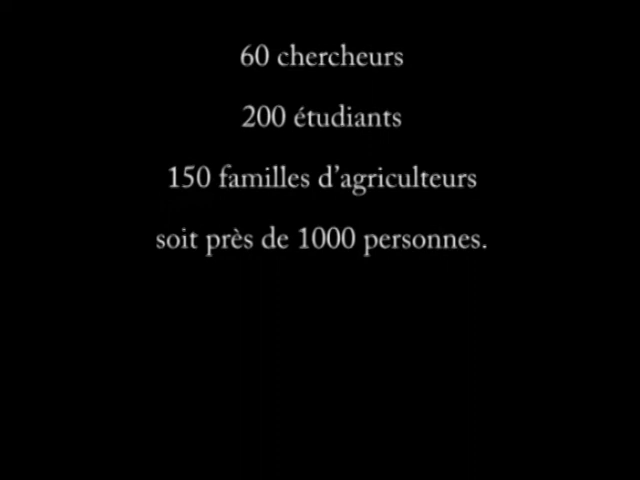 60 chercheurs
200 étudiants
150 familles d’agriculteurs
soit près de 1000 personnes.